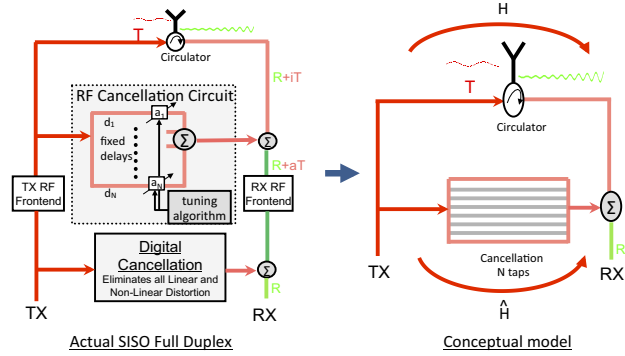 T
Circulator
R+iT
RF Cancellation Circuit
d1
a1
fixed
delays
Σ
Σ
R+aT
aN
dN
TX RF
Frontend
RX RF
Frontend
tuning
algorithm
Digital
Cancellation
Eliminates all Linear and
Non-Linear Distortion
Σ
R
TX
RX
Actual SISO Full Duplex
H
T
Circulator
Σ
Cancellation
N taps
R
TX
RX
Ĥ
Conceptual model